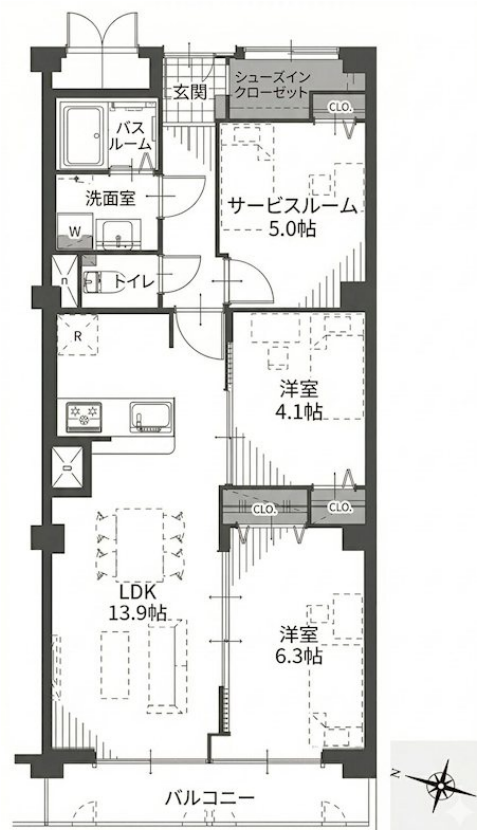 玄関
シューズイン
クローゼット
CLO.
バス
ルーム
洗面室
W
サービスルーム
5.0帖
トイレ
n
R
洋室
4.1帖
CLO.
CLO.
LDK
13.9帖
洋室
6.3帖
バルコニー
N